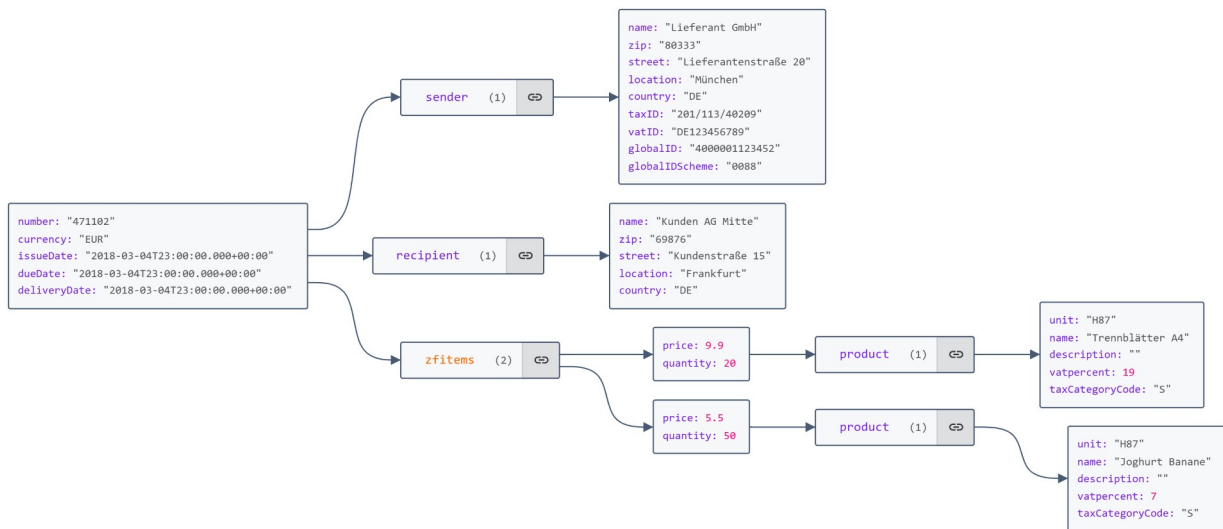 name: "Lieferant GmbH"
zip: "80333"
street: "Lieferantenstraße 20"
location: "München"
country: "DE"
taxID: "201/113/40209"
vatID: "DE123456789"
globalID: "4000001123452"
globalIDScheme: "0088"
sender (1)
number: "471102"
currency: "EUR"
issueDate: "2018-03-04T23:00:00.000+00:00"
dueDate: "2018-03-04T23:00:00.000+00:00"
deliveryDate: "2018-03-04T23:00:00.000+00:00"
recipient (1)
name: "Kunden AG Mitte"
zip: "69876"
street: "Kundenstraße 15"
location: "Frankfurt"
country: "DE"
zfitems (2)
price: 9.9
quantity: 20
product (1)
unit: "H87"
name: "Trennblätter A4"
description: ""
vatpercent: 19
taxCategoryCode: "S"
price: 5.5
quantity: 50
product (1)
unit: "H87"
name: "Joghurt Banane"
description: ""
vatpercent: 7
taxCategoryCode: "S"